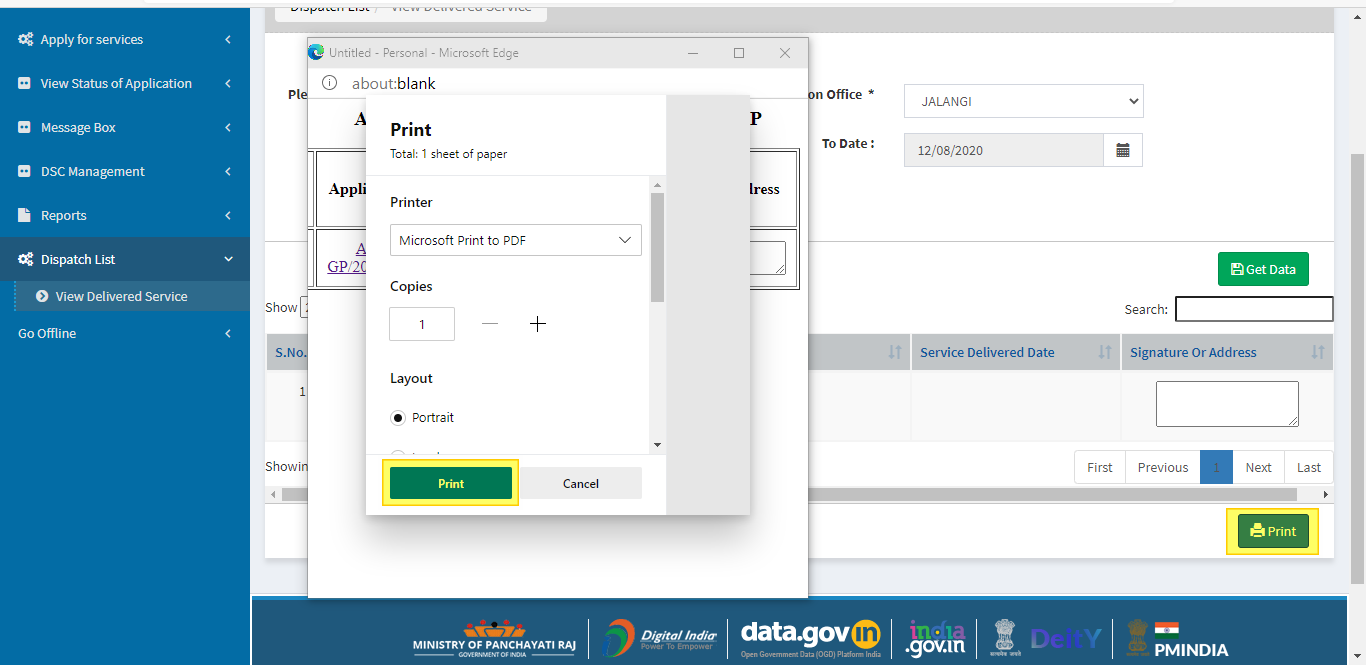 Dispatch List / View Delivered Service
Apply for services
View Status of Application
Message Box
DSC Management
Reports
Dispatch List
View Delivered Service
Go Offline
Untitled - Personal - Microsoft Edge
about:blank
Print
Total: 1 sheet of paper
Printer
Microsoft Print to PDF
Copies
1
Layout
Portrait
Print
Cancel
A
P
Appli
dress
A
GP/20
Ple
on Office *
JALANGI
To Date :
12/08/2020
Get Data
Show
Search:
S.No.
Service Delivered Date
Signature Or Address
1
Showin
First
Previous
1
Next
Last
Print
MINISTRY OF PANCHAYATI RAJ
GOVERNMENT OF INDIA
Digital India
Power To Empower
data.gov in
Open Government Data (OGD) Platform India
india
.gov.in
सत्यमेव जयते
DeitY
PMINDIA